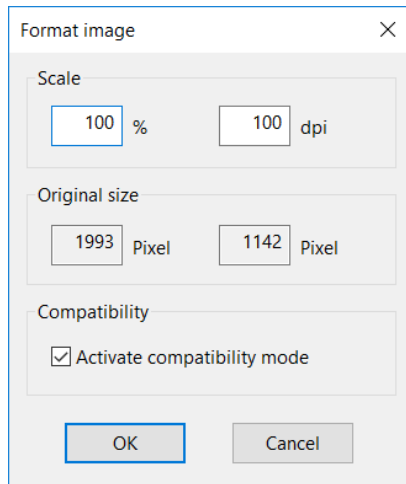 Format image
Scale
100 % 100 dpi
Original size
1993 Pixel 1142 Pixel
Compatibility
Activate compatibility mode
OK Cancel